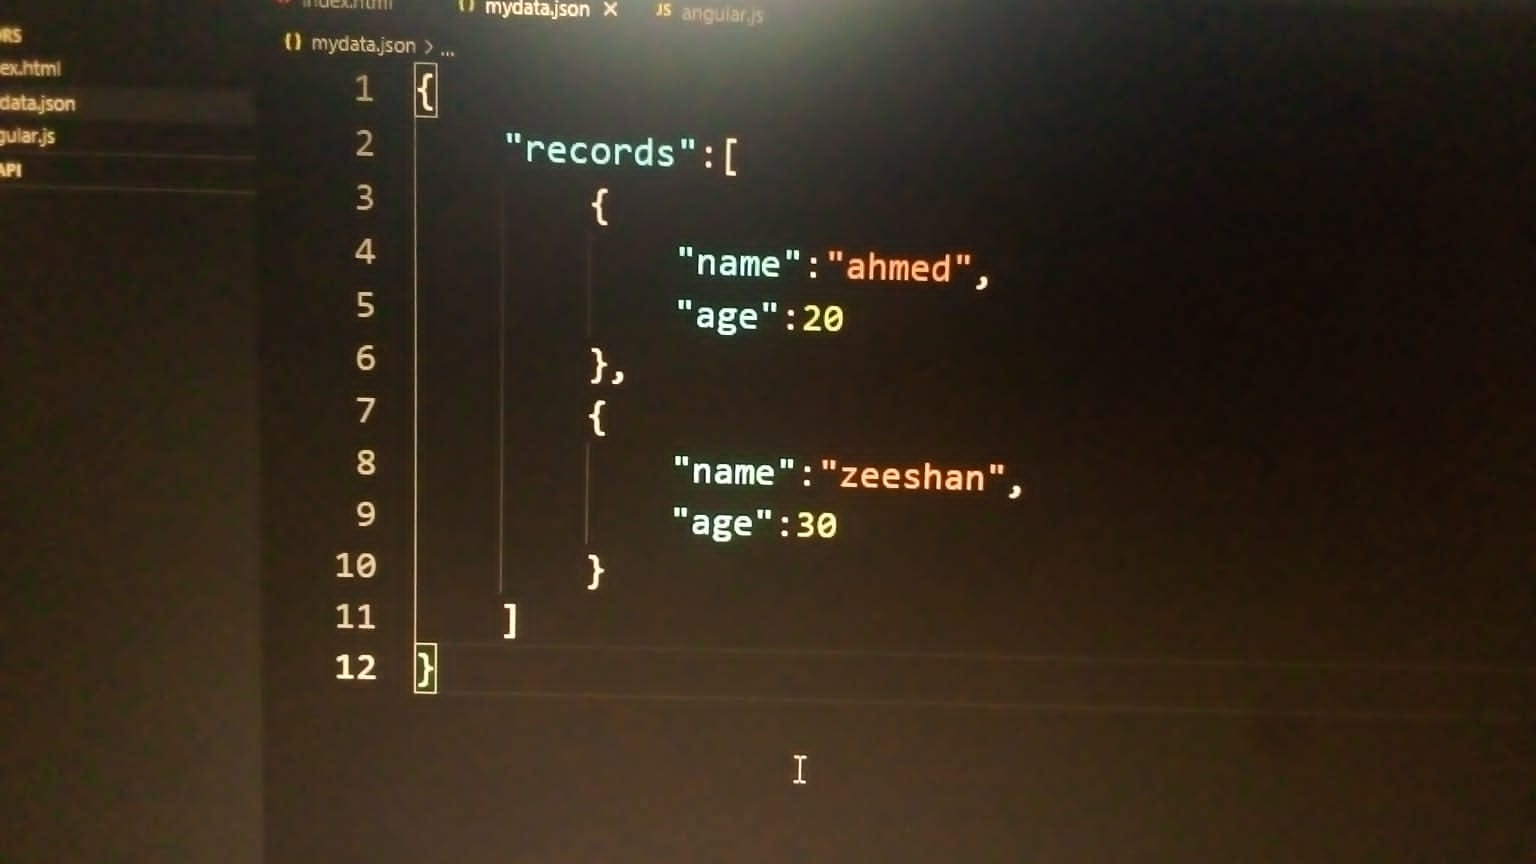 index.html
{} mydata.json ×
JS angular.js
ORS
ex.html
data.json
gular.js
API
{} mydata.json > ...
1 {
2 "records":[
3 {
4 "name":"ahmed",
5 "age":20
6 },
7 {
8 "name":"zeeshan",
9 "age":30
10 }
11 ]
12 }